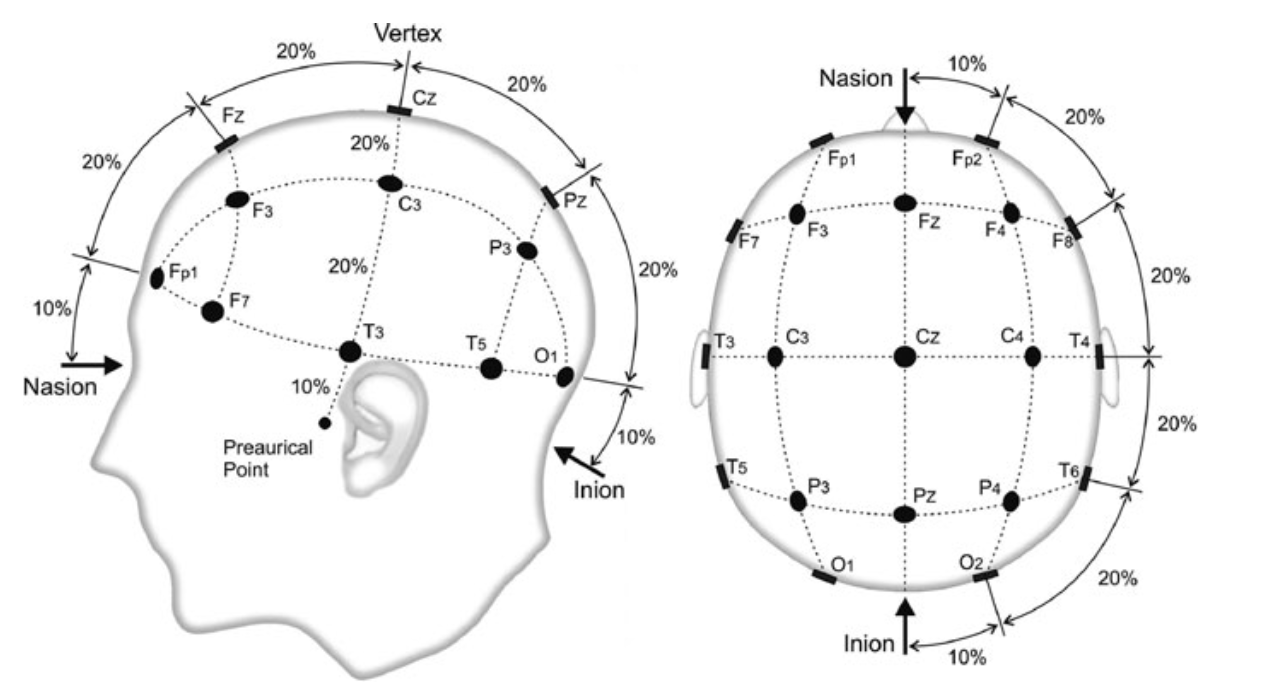 Vertex
20%
20%
Cz
Fz
20%
20%
Pz
F3
C3
P3
20%
20%
Fp1
F7
10%
T3
T5
O1
Nasion
10%
10%
Preaurical
Point
Inion
Nasion
10%
20%
Fp1
Fp2
F7
F3
Fz
F4
F8
20%
T3
C3
Cz
C4
T4
20%
T5
P3
Pz
P4
T6
O1
O2
20%
Inion
10%